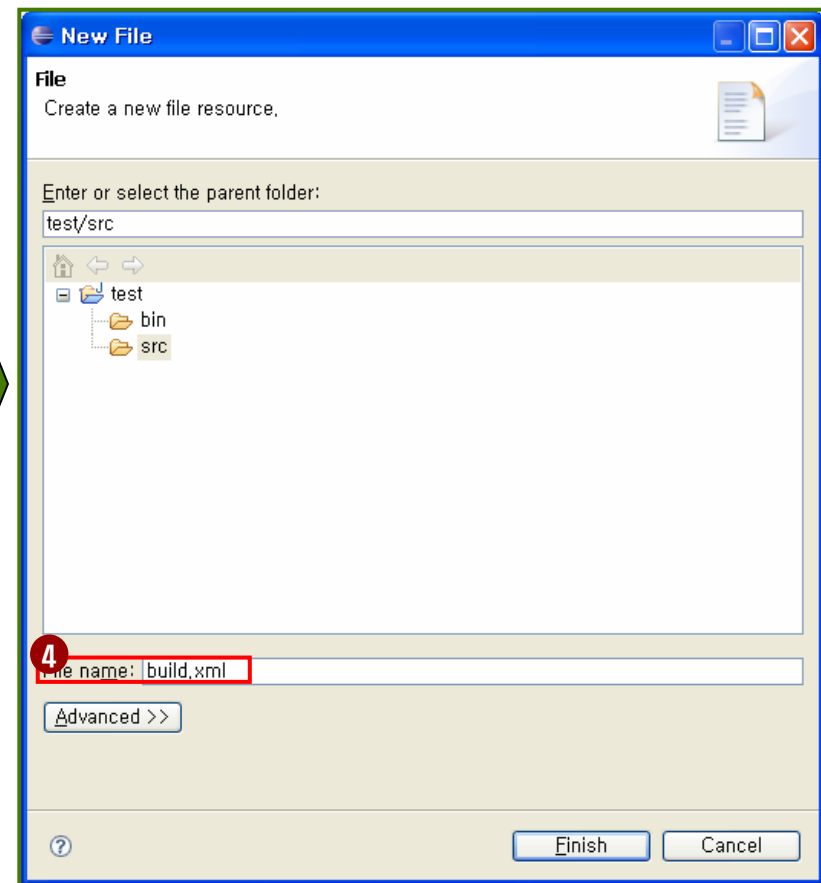 New File
File
Create a new file resource.
Enter or select the parent folder:
test/src
test
bin
src
4
File name: build.xml
Advanced >>
?
Finish Cancel